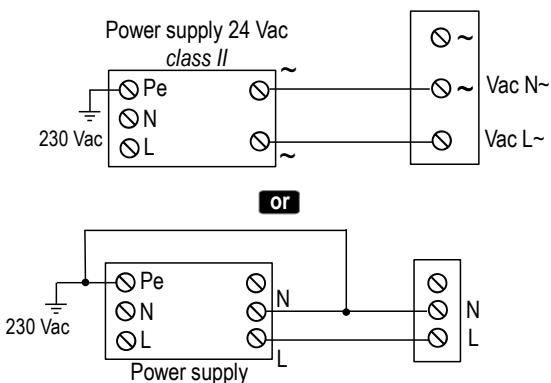 Power supply 24 Vac
class II
~
~
Pe
Vac N~
N
230 Vac
L
Vac L~
~
or
Pe
N
N
N
230 Vac
L
L
L
Power supply